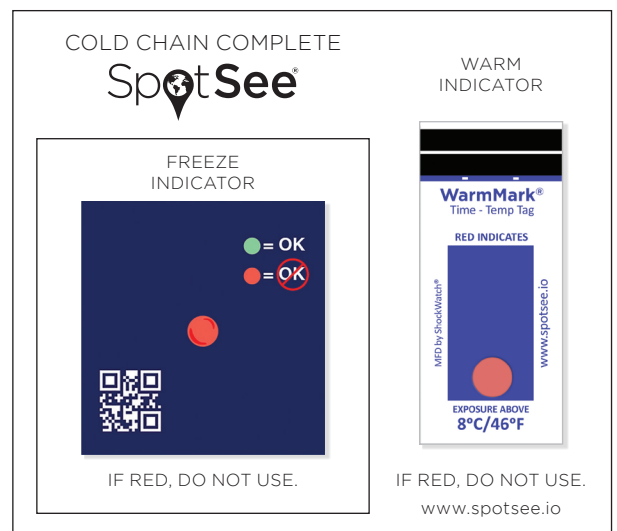 COLD CHAIN COMPLETE
SpotSee®
FREEZE
INDICATOR
= OK
= OK
IF RED, DO NOT USE.
WARM
INDICATOR
WarmMark®
Time - Temp Tag
RED INDICATES
MFD by ShockWatch®
www.spotsee.io
EXPOSURE ABOVE
8°C/46°F
IF RED, DO NOT USE.
www.spotsee.io